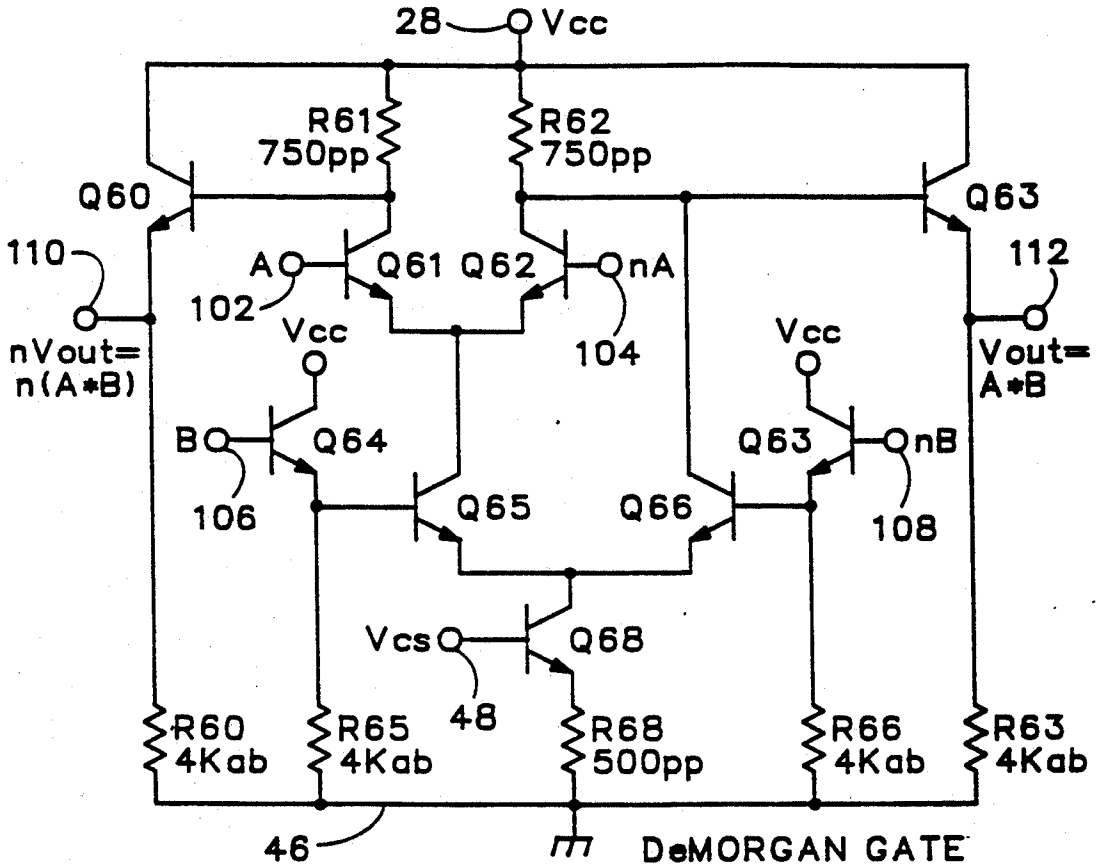 28 Vcc
R61
750pp
R62
750pp
Q60
Q63
110
A
Q61
Q62
nA
112
102
104
nVout=
n(A*B)
Vcc
Vcc
Vout=
A*B
B
Q64
Q63
nB
106
Q65
Q66
108
Vcs
Q68
48
R60
4Kab
R65
4Kab
R68
500pp
R66
4Kab
R63
4Kab
46
DeMORGAN GATE